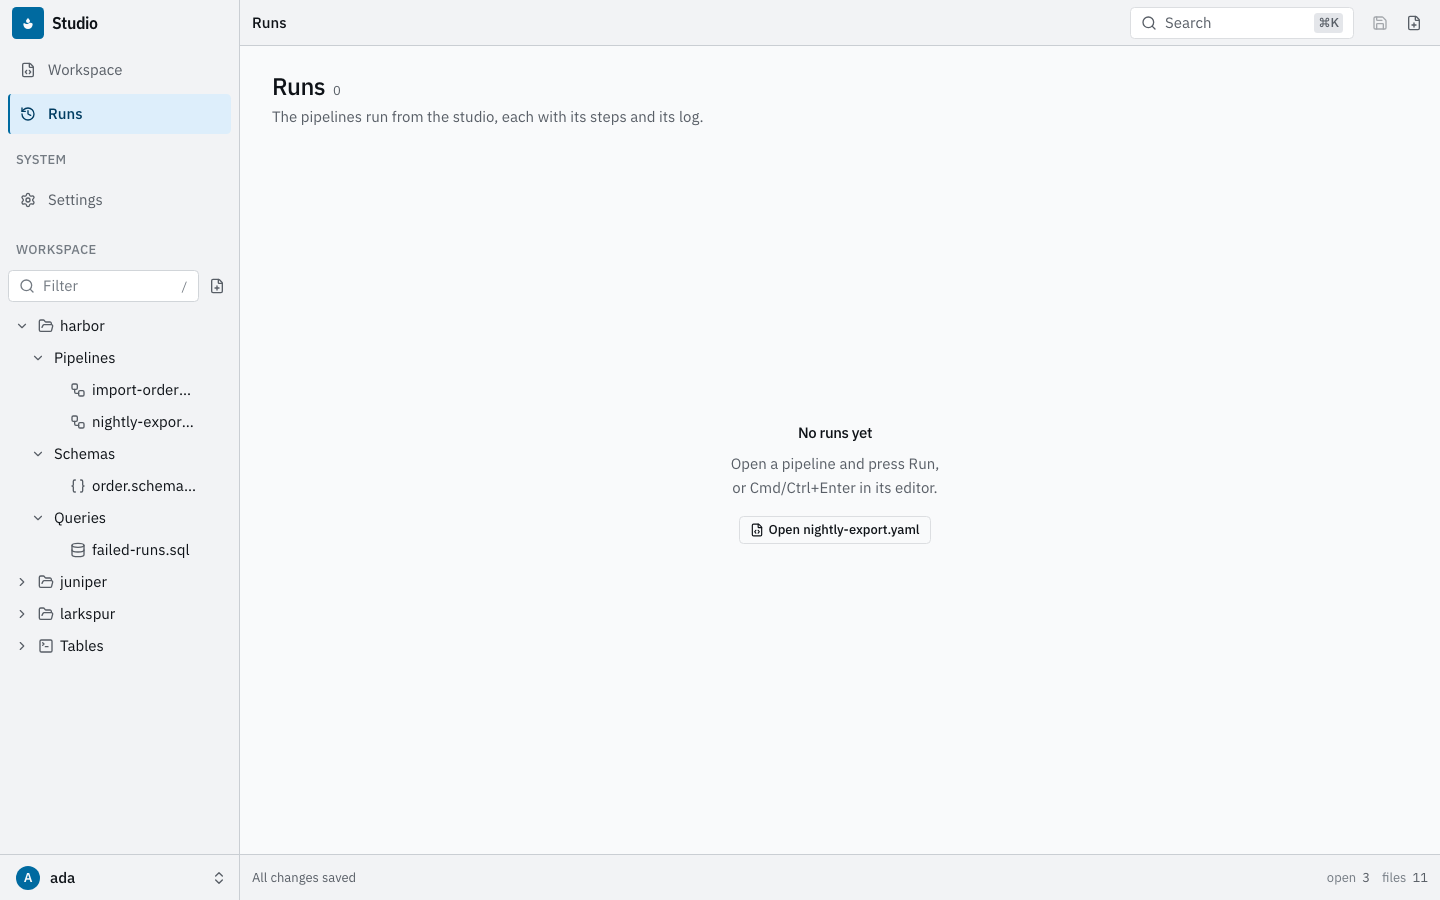 Studio
Workspace
Runs
SYSTEM
Settings
WORKSPACE
Filter /
harbor
Pipelines
import-order...
nightly-expor...
Schemas
order.schema...
Queries
failed-runs.sql
juniper
larkspur
Tables
A ada
Runs
Search ⌘K
Runs 0
The pipelines run from the studio, each with its steps and its log.
No runs yet
Open a pipeline and press Run,
or Cmd/Ctrl+Enter in its editor.
Open nightly-export.yaml
All changes saved
open 3 files 11